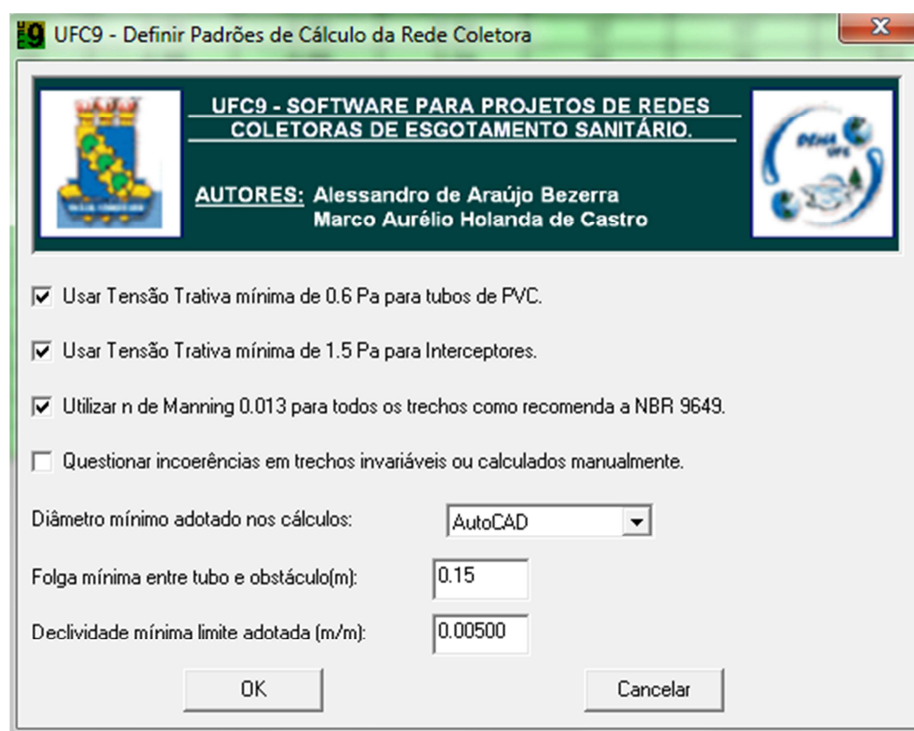 UFC9 - Definir Padrões de Cálculo da Rede Coletora
UFC9 - SOFTWARE PARA PROJETOS DE REDES
COLETORAS DE ESGOTAMENTO SANITÁRIO.
AUTORES: Alessandro de Araújo Bezerra
Marco Aurélio Holanda de Castro
Usar Tensão Trativa mínima de 0.6 Pa para tubos de PVC.
Usar Tensão Trativa mínima de 1.5 Pa para Interceptores.
Utilizar n de Manning 0.013 para todos os trechos como recomenda a NBR 9649.
Questionar incoerências em trechos invariáveis ou calculados manualmente.
Diâmetro mínimo adotado nos cálculos: AutoCAD
Folga mínima entre tubo e obstáculo(m): 0.15
Declividade mínima limite adotada (m/m): 0.00500
OK Cancelar